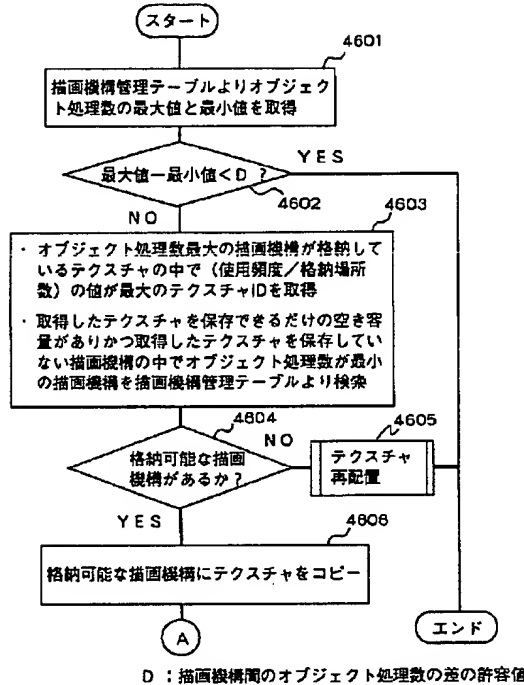 スタート
4601
描画機構管理テーブルよりオブジェク
ト処理数の最大値と最小値を取得
YES
最大値ー最小値<D ?
4602
NO
4603
・ オブジェクト処理数最大の描画機構が格納して
いるテクスチャの中で(使用頻度/格納場所
数)の値が最大のテクスチャIDを取得
・ 取得したテクスチャを保存できるだけの空き容
量がありかつ取得したテクスチャを保存してい
ない描画機構の中でオブジェクト処理数が最小
の描画機構を描画機構管理テーブルより検索
4604
NO
4605
格納可能な描画
機構があるか?
テクスチャ
再配置
YES
4606
格納可能な描画機構にテクスチャをコピー
A
エンド
D :描画機構間のオブジェクト処理数の差の許容値